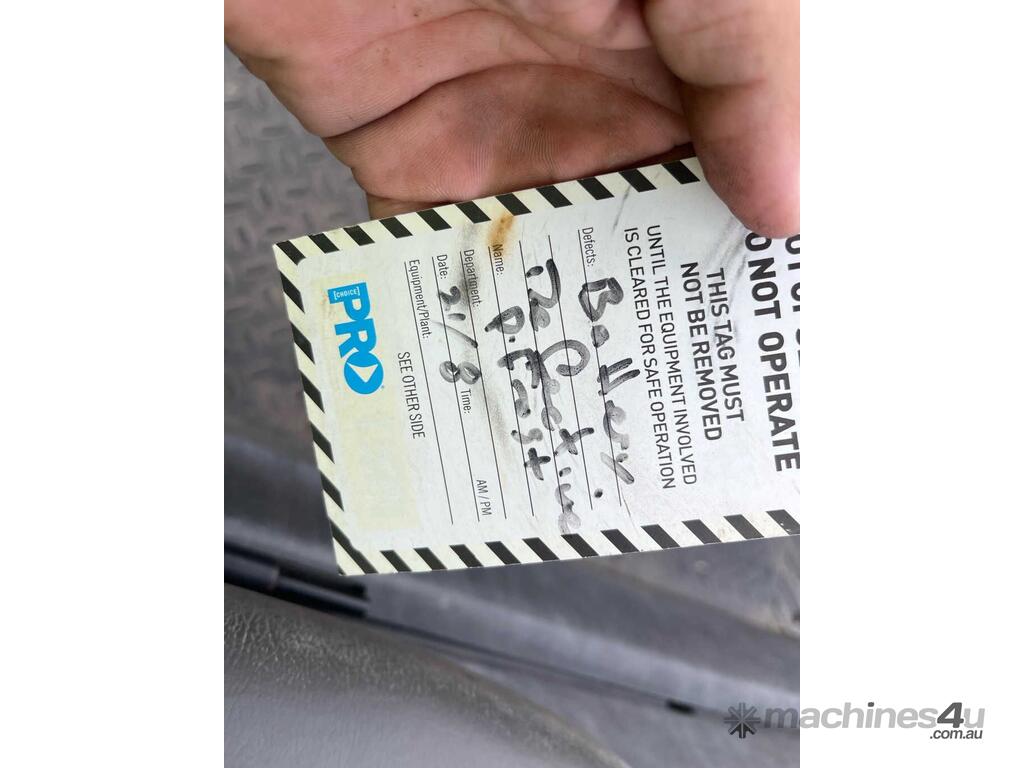 DO NOT OPERATE
THIS TAG MUST
NOT BE REMOVED
UNTIL THE EQUIPMENT INVOLVED
IS CLEARED FOR SAFE OPERATION
Defects: Battery.
Defective
Name: P. East
Department:
Date: 21/8 Time: AM / PM
Equipment/Plant:
SEE OTHER SIDE
[CHOICE]
PRO
machines4u
.com.au